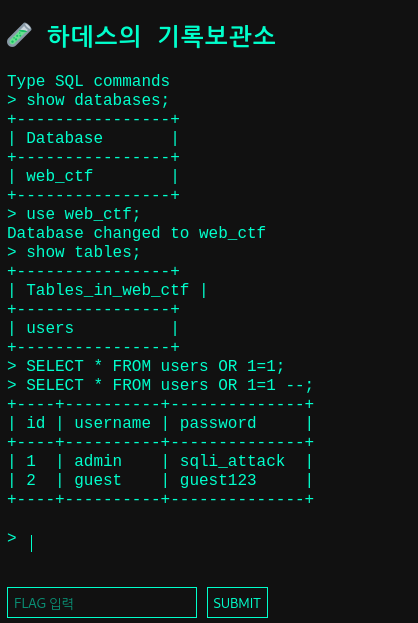 하데스의 기록보관소
Type SQL commands
> show databases;
+----------------+
| Database       |
+----------------+
| web_ctf        |
+----------------+
> use web_ctf;
Database changed to web_ctf
> show tables;
+----------------+
| Tables_in_web_ctf |
+----------------+
| users          |
+----------------+
> SELECT * FROM users OR 1=1;
> SELECT * FROM users OR 1=1 --;
+----+----------+--------------+
| id | username | password     |
+----+----------+--------------+
| 1  | admin    | sqli_attack  |
| 2  | guest    | guest123     |
+----+----------+--------------+
>
FLAG 입력 SUBMIT